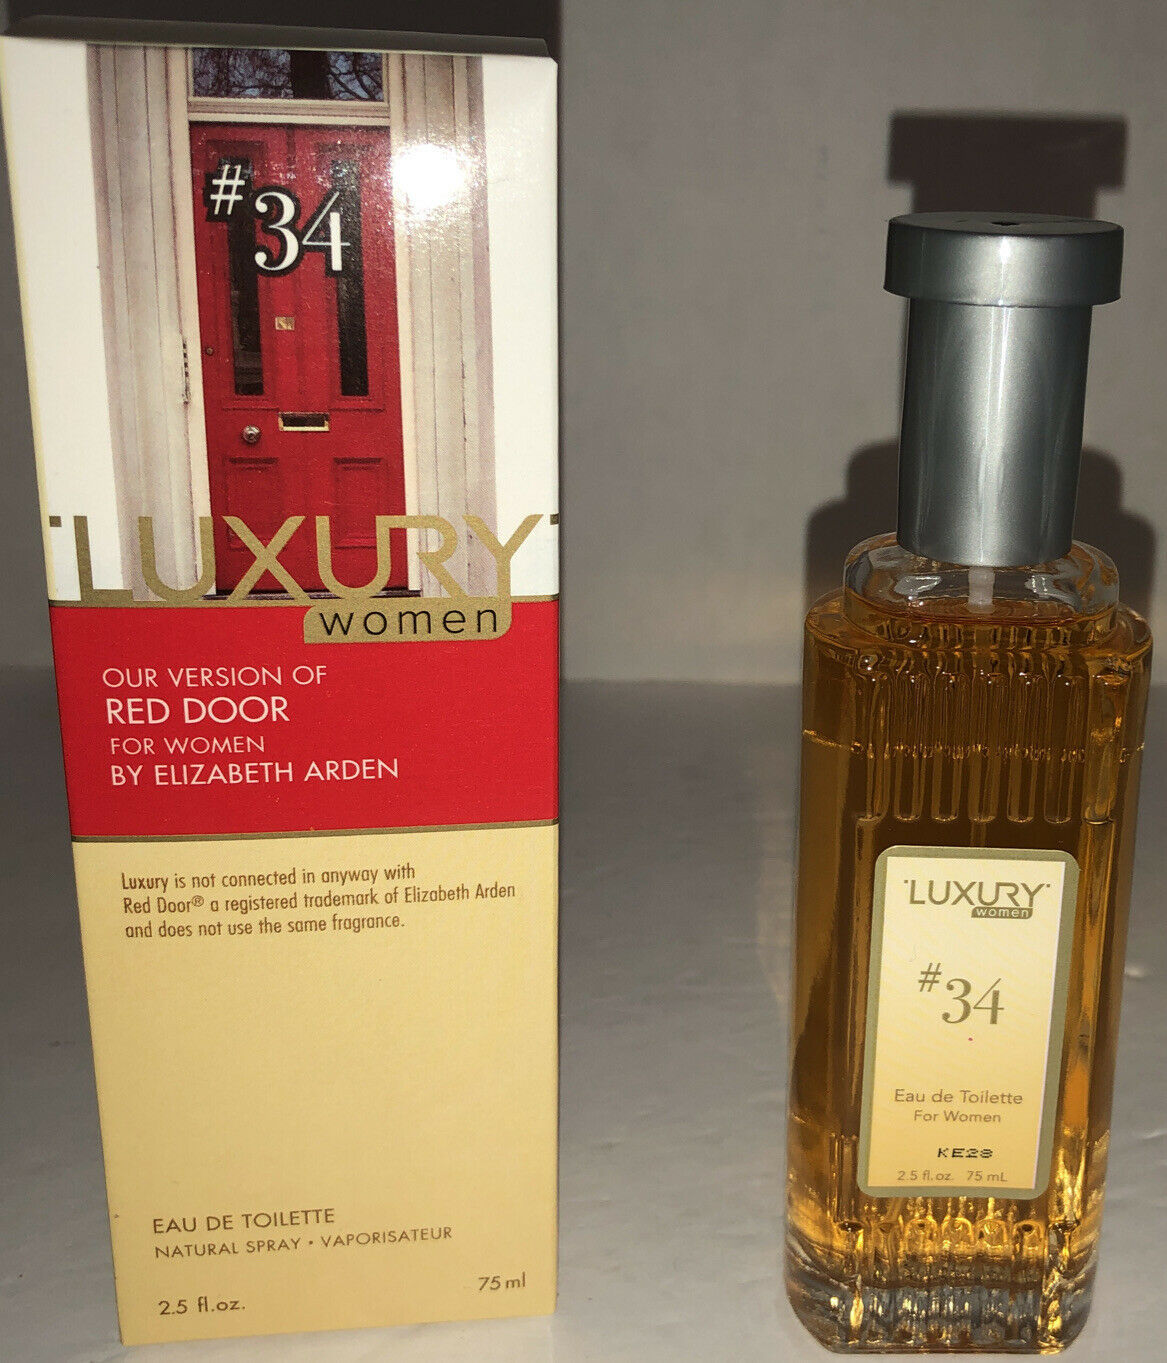 #34
LUXURY
women
OUR VERSION OF
RED DOOR
FOR WOMEN
BY ELIZABETH ARDEN
Luxury is not connected in anyway with
Red Door® a registered trademark of Elizabeth Arden
and does not use the same fragrance.
EAU DE TOILETTE
NATURAL SPRAY • VAPORISATEUR
2.5 fl.oz. 75 ml
LUXURY
women
#34
Eau de Toilette
For Women
KE28
2.5 fl.oz. 75 mL